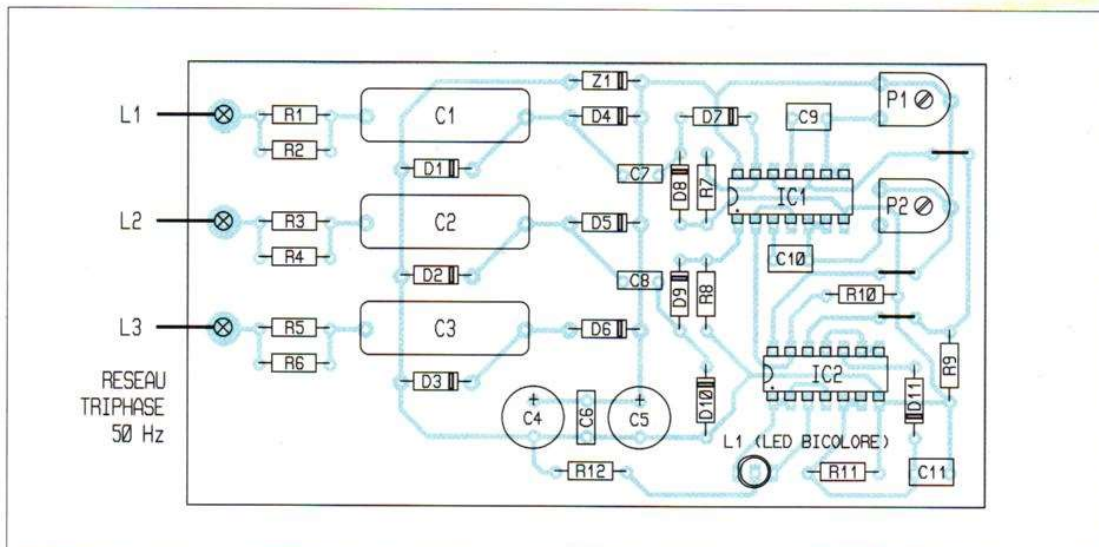 Z1
P1
L1
R1
C1
D4
D7
C9
R2
D1
C7
D8
R7
IC1
P2
L2
R3
C2
D5
R4
D2
C8
C10
D9
R8
R10
L3
R5
C3
D6
R6
R9
IC2
RESEAU
TRIPHASE
50 Hz
D3
C4
C6
C5
D10
D11
L1 (LED BICOLORE)
R12
R11
C11